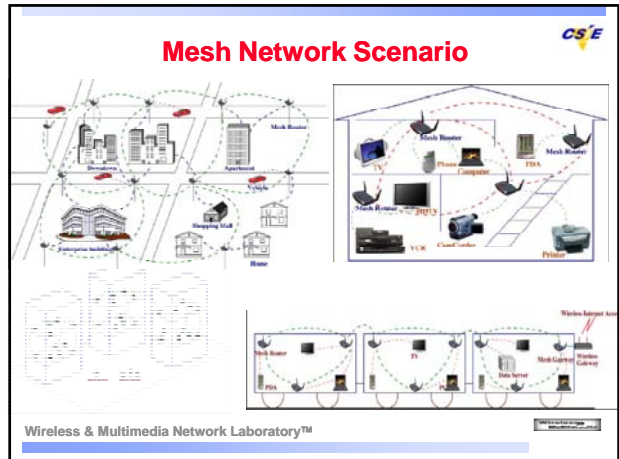 CS/E
Mesh Network Scenario
Mesh Router
Downtown
Apartment
Vehicle
Shopping Mall
Enterprise building
Home
Mesh Router
TV
Phone
Computer
PDA
Mesh Router
Mesh Router
HDTV
VCR
CamCorder
Printer
Wireless Internet Access
Mesh Router
TV
Mesh Gateway
Wireless
Gateway
Data Server
PDA
PC
Wireless & Multimedia Network Laboratory™